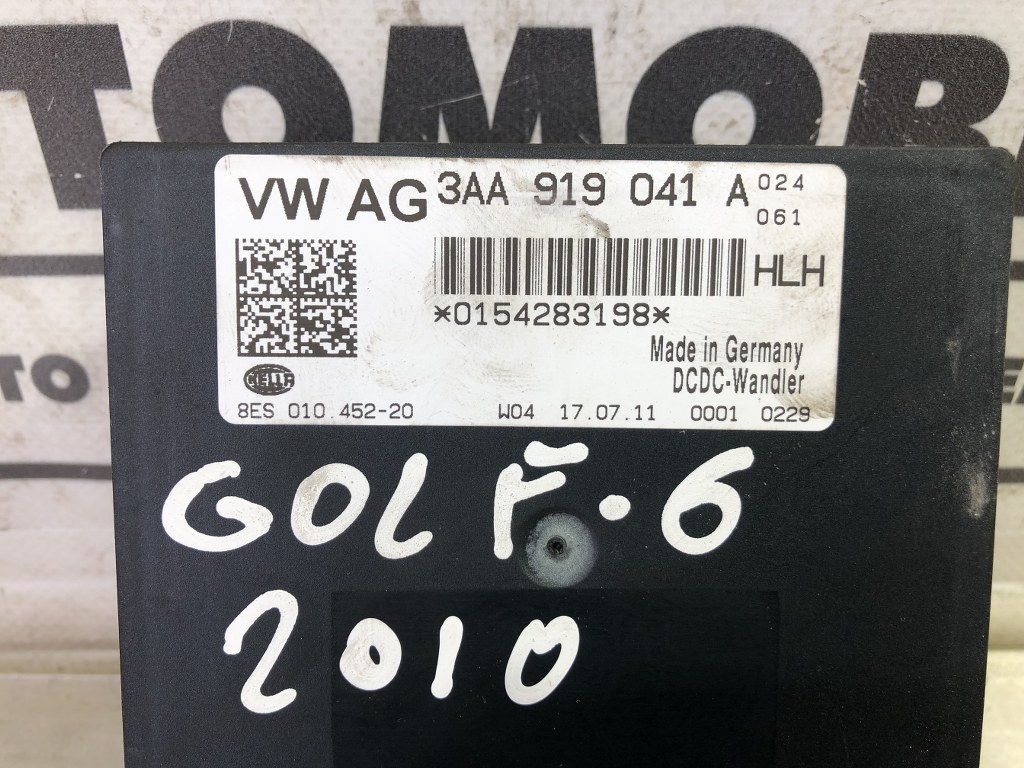 TOMOB
VW AG 3AA 919 041 A 024
061
HLH
*0154283198*
Made in Germany
DCDC-Wandler
HELLA
8ES 010.452-20 W04 17.07.11 0001 0229
GOLF.6
2010